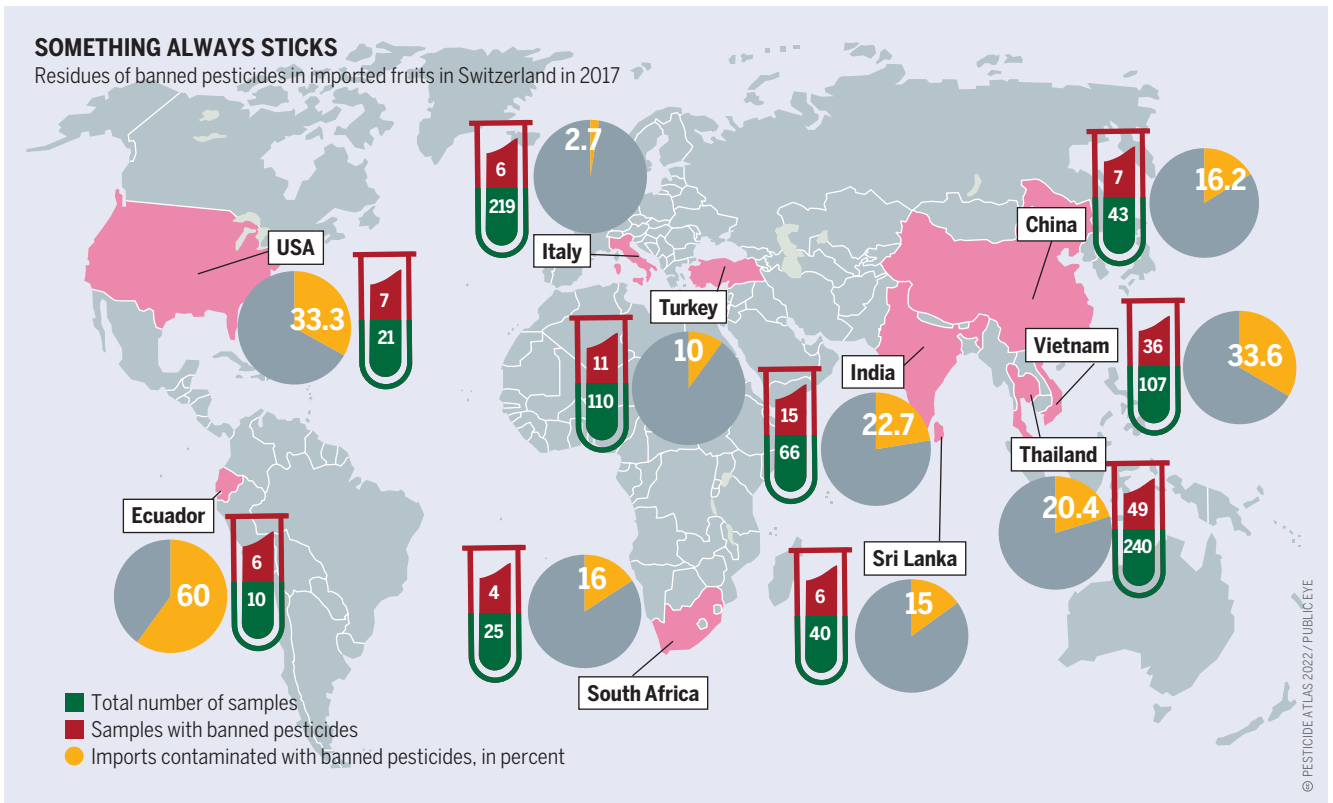 SOMETHING ALWAYS STICKS
Residues of banned pesticides in imported fruits in Switzerland in 2017
6
219
2.7
Italy
7
43
16.2
China
USA
33.3
7
21
Turkey
11
110
10
India
15
66
22.7
Vietnam
36
107
33.6
Thailand
20.4
49
240
Ecuador
60
6
10
4
25
16
South Africa
Sri Lanka
6
40
15
Total number of samples
Samples with banned pesticides
Imports contaminated with banned pesticides, in percent
© PESTICIDE ATLAS 2022 / PUBLIC EYE